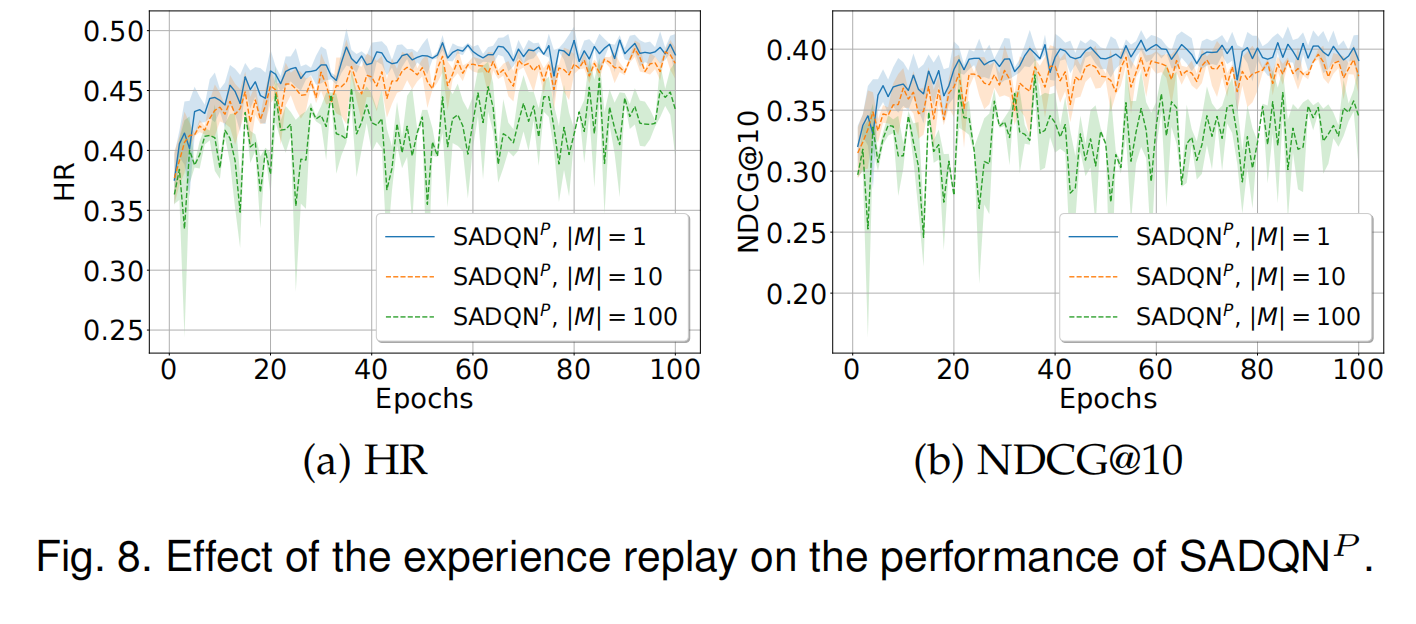 0.50
0.45
0.40
0.35
0.30
0.25
HR
0 20 40 60 80 100
Epochs
SADQN^P, |M| = 1
SADQN^P, |M| = 10
SADQN^P, |M| = 100
(a) HR
0.40
0.35
0.30
0.25
0.20
NDCG@10
0 20 40 60 80 100
Epochs
SADQN^P, |M| = 1
SADQN^P, |M| = 10
SADQN^P, |M| = 100
(b) NDCG@10
Fig. 8. Effect of the experience replay on the performance of SADQN^P.